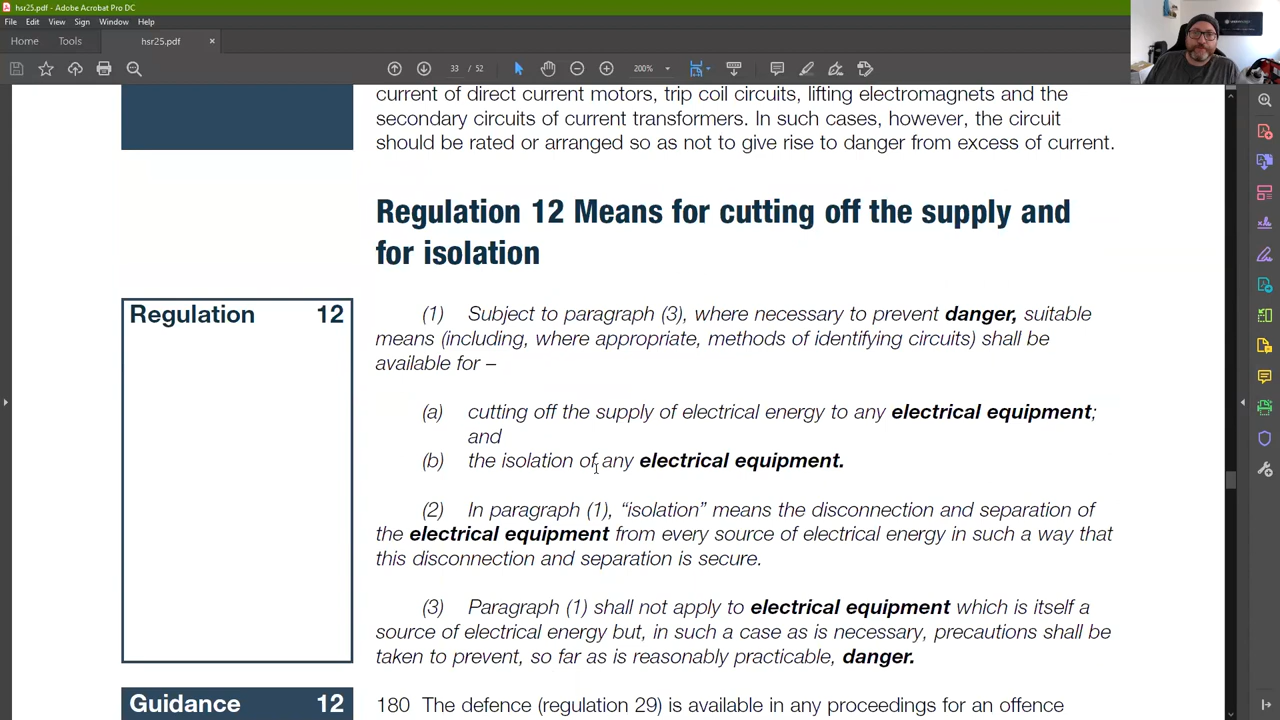 hsr25.pdf - Adobe Acrobat Pro DC
File Edit View Sign Window Help
Home Tools hsr25.pdf ×
33 / 52 200%
current of direct current motors, trip coil circuits, lifting electromagnets and the
secondary circuits of current transformers. In such cases, however, the circuit
should be rated or arranged so as not to give rise to danger from excess of current.
Regulation 12 Means for cutting off the supply and
for isolation
Regulation 12
(1) Subject to paragraph (3), where necessary to prevent danger, suitable
means (including, where appropriate, methods of identifying circuits) shall be
available for –
(a) cutting off the supply of electrical energy to any electrical equipment;
and
(b) the isolation of any electrical equipment.
(2) In paragraph (1), “isolation” means the disconnection and separation of
the electrical equipment from every source of electrical energy in such a way that
this disconnection and separation is secure.
(3) Paragraph (1) shall not apply to electrical equipment which is itself a
source of electrical energy but, in such a case as is necessary, precautions shall be
taken to prevent, so far as is reasonably practicable, danger.
Guidance 12
180 The defence (regulation 29) is available in any proceedings for an offence